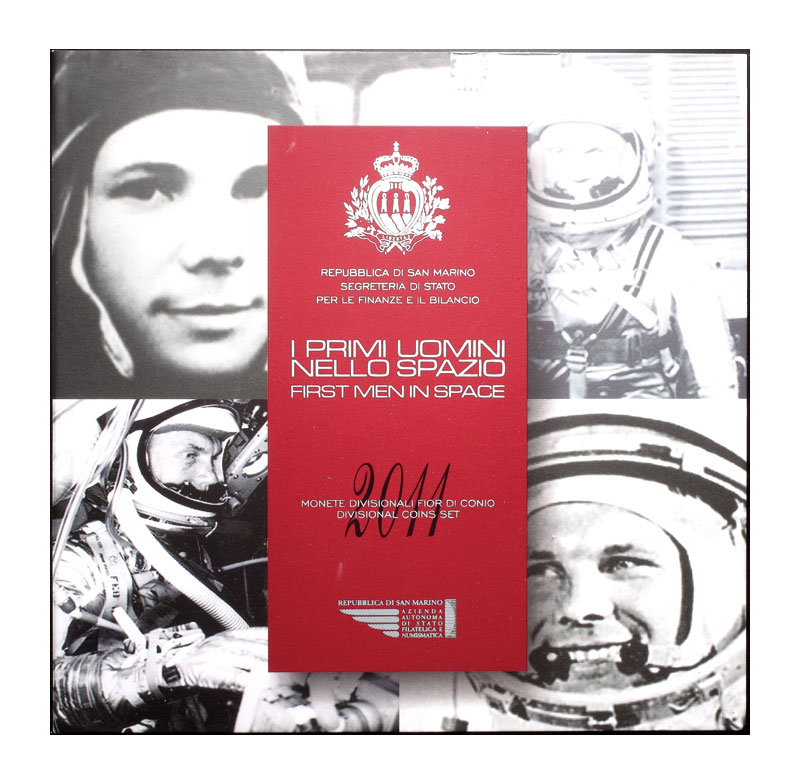 LIBERTAS
REPUBBLICA DI SAN MARINO
SEGRETERIA DI STATO
PER LE FINANZE E IL BILANCIO
I PRIMI UOMINI
NELLO SPAZIO
FIRST MEN IN SPACE
2011
MONETE DIVISIONALI FIOR DI CONIO
DIVISIONAL COINS SET
REPUBBLICA DI SAN MARINO
AZIENDA
AUTONOMA
DI STATO
FILATELICA E
NUMISMATICA